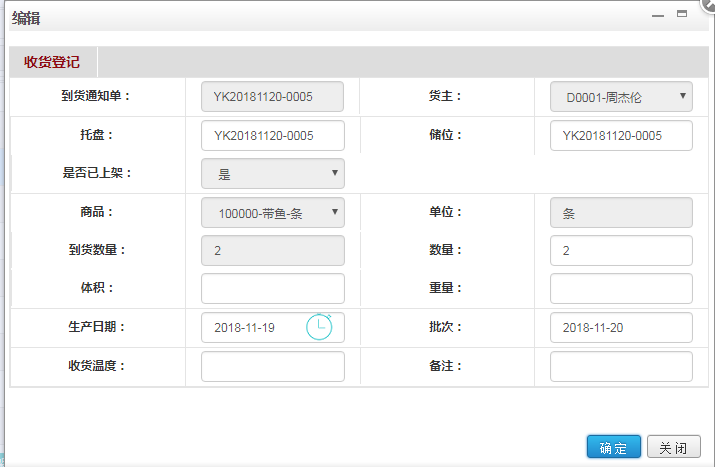 编辑
收货登记
到货通知单： YK20181120-0005 货主： D0001-周杰伦
托盘： YK20181120-0005 储位： YK20181120-0005
是否已上架： 是
商品： 100000-带鱼-条 单位： 条
到货数量： 2 数量： 2
体积： 重量：
生产日期： 2018-11-19 批次： 2018-11-20
收货温度： 备注：
确定 关闭